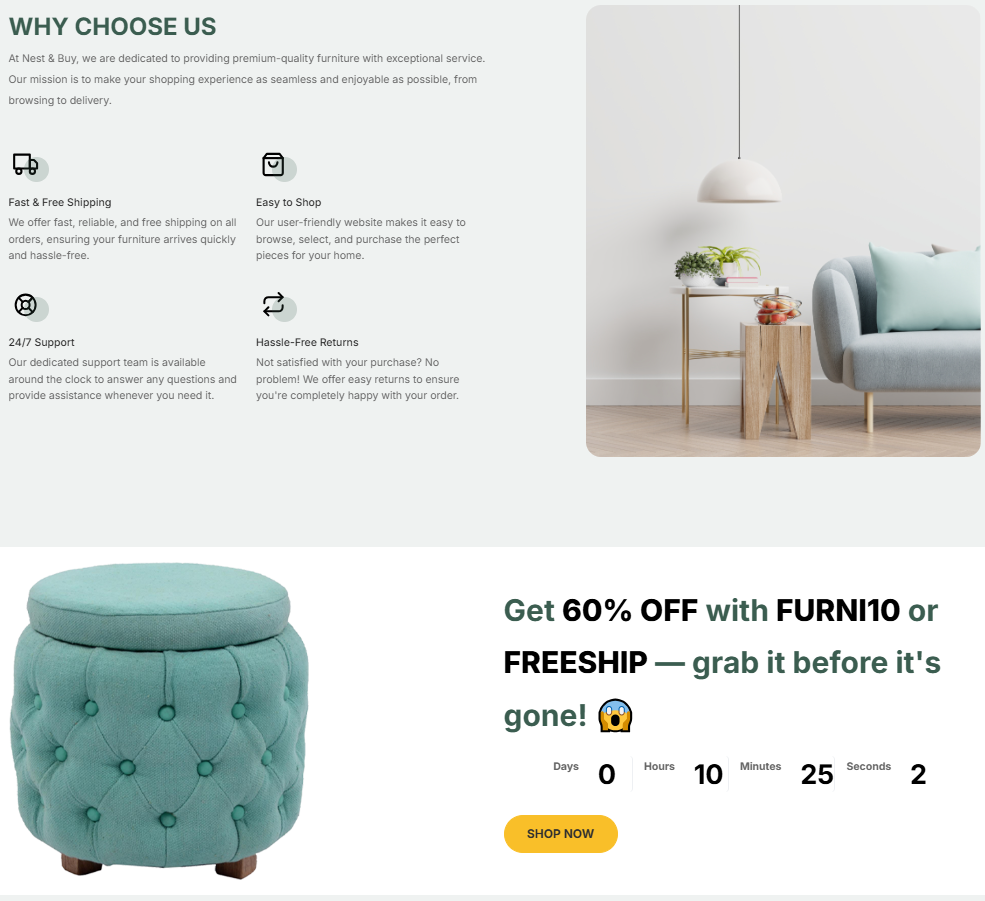 WHY CHOOSE US
At Nest & Buy, we are dedicated to providing premium-quality furniture with exceptional service.
Our mission is to make your shopping experience as seamless and enjoyable as possible, from
browsing to delivery.
Fast & Free Shipping
We offer fast, reliable, and free shipping on all
orders, ensuring your furniture arrives quickly
and hassle-free.
Easy to Shop
Our user-friendly website makes it easy to
browse, select, and purchase the perfect
pieces for your home.
24/7 Support
Our dedicated support team is available
around the clock to answer any questions and
provide assistance whenever you need it.
Hassle-Free Returns
Not satisfied with your purchase? No
problem! We offer easy returns to ensure
you're completely happy with your order.
Get 60% OFF with FURNI10 or
FREESHIP — grab it before it's
gone! 😱
Days 0 Hours 10 Minutes 25 Seconds 2
SHOP NOW